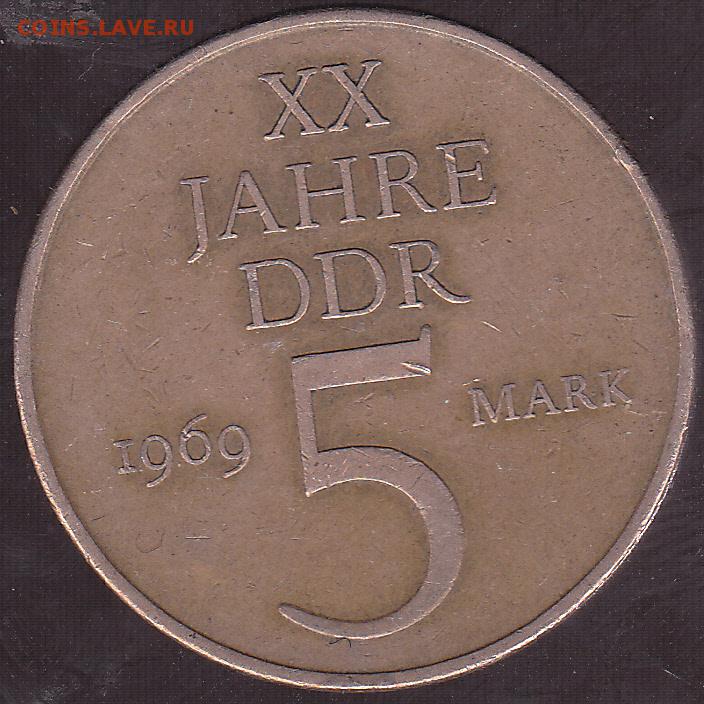 COINS.LAVE.RU
XX
JAHRE
DDR
5
1969
MARK